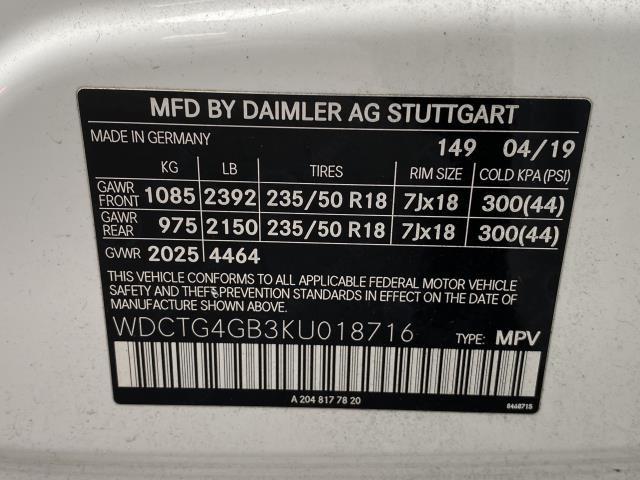 MFD BY DAIMLER AG STUTTGART
MADE IN GERMANY 149 04/19
KG LB TIRES RIM SIZE COLD KPA (PSI)
GAWR FRONT 1085 2392 235/50 R18 7Jx18 300(44)
GAWR REAR 975 2150 235/50 R18 7Jx18 300(44)
GVWR 2025 4464
THIS VEHICLE CONFORMS TO ALL APPLICABLE FEDERAL MOTOR VEHICLE
SAFETY AND THEFT PREVENTION STANDARDS IN EFFECT ON THE DATE OF
MANUFACTURE SHOWN ABOVE.
WDCTG4GB3KU018716 TYPE: MPV
A 204 817 78 20
8468715